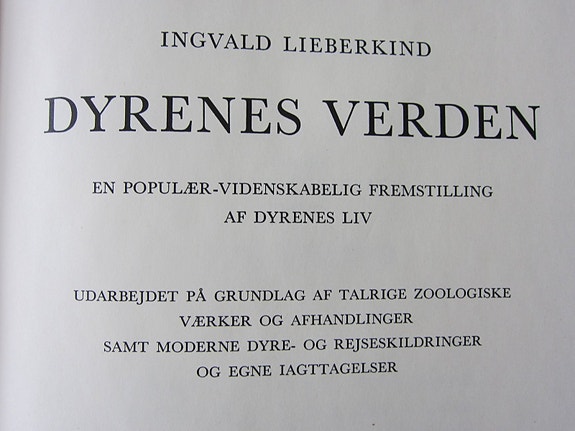 INGVALD LIEBERKIND
DYRENES VERDEN
EN POPULÆR-VIDENSKABELIG FREMSTILLING
AF DYRENES LIV
UDARBEJDET PÅ GRUNDLAG AF TALRIGE ZOOLOGISKE
VÆRKER OG AFHANDLINGER
SAMT MODERNE DYRE- OG REJSESKILDRINGER
OG EGNE IAGTTAGELSER